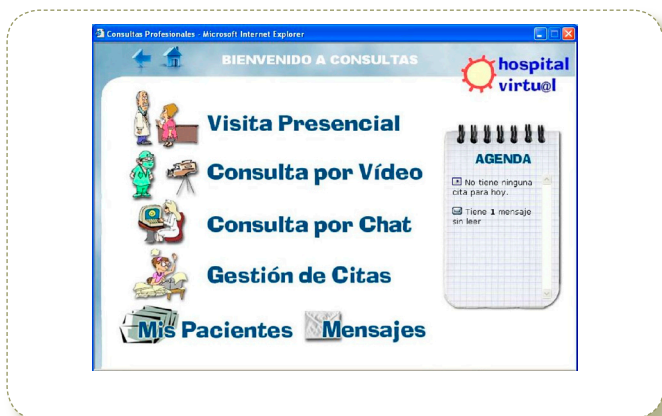 Consultas Profesionales - Microsoft Internet Explorer
BIENVENIDO A CONSULTAS
hospital
virtu@l
Visita Presencial
AGENDA
Consulta por Vídeo
No tiene ninguna
cita para hoy.
Tiene 1 mensaje
sin leer
Consulta por Chat
Gestión de Citas
Mis Pacientes
Mensajes